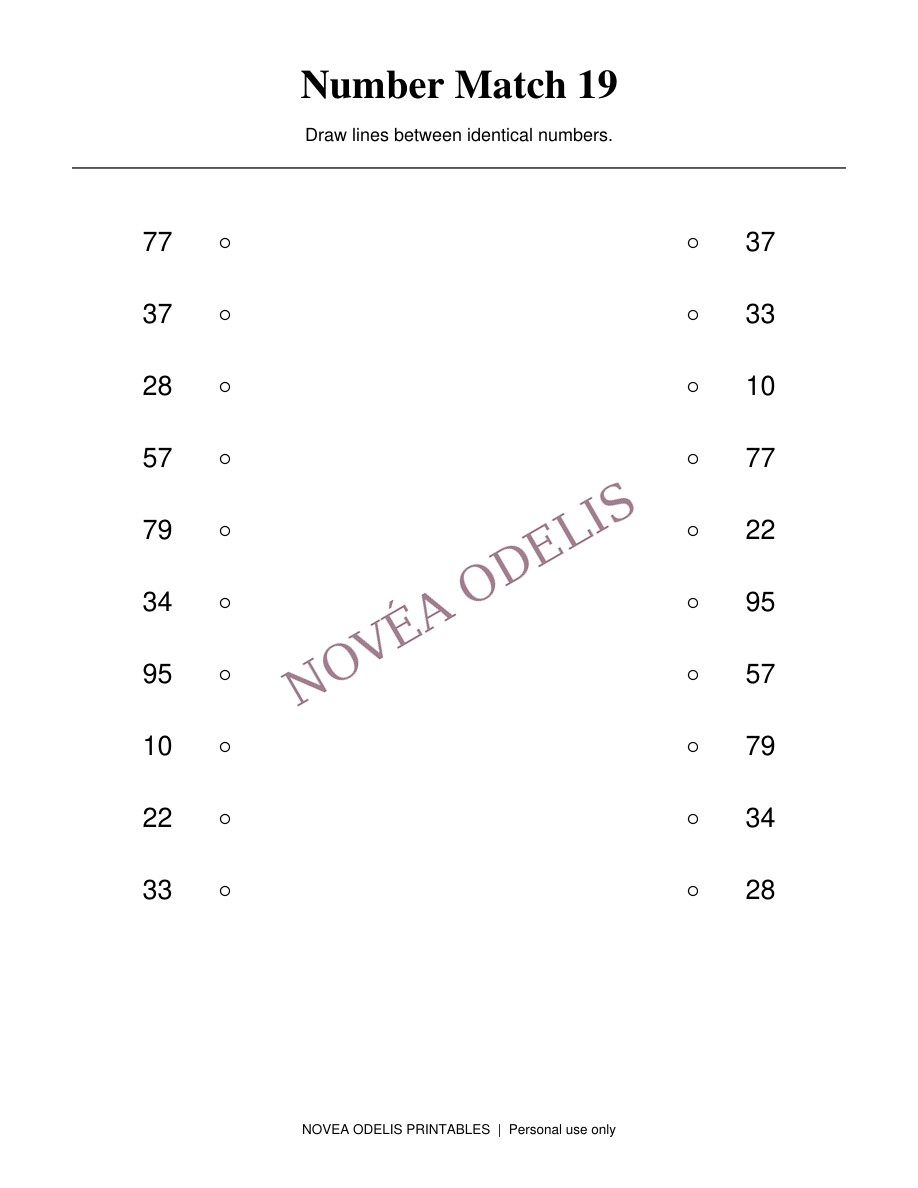 Number Match 19
Draw lines between identical numbers.
77 37
37 33
28 10
57 77
79 22
34 95
95 57
10 79
22 34
33 28
NOVÉA ODELIS
NOVEA ODELIS PRINTABLES | Personal use only